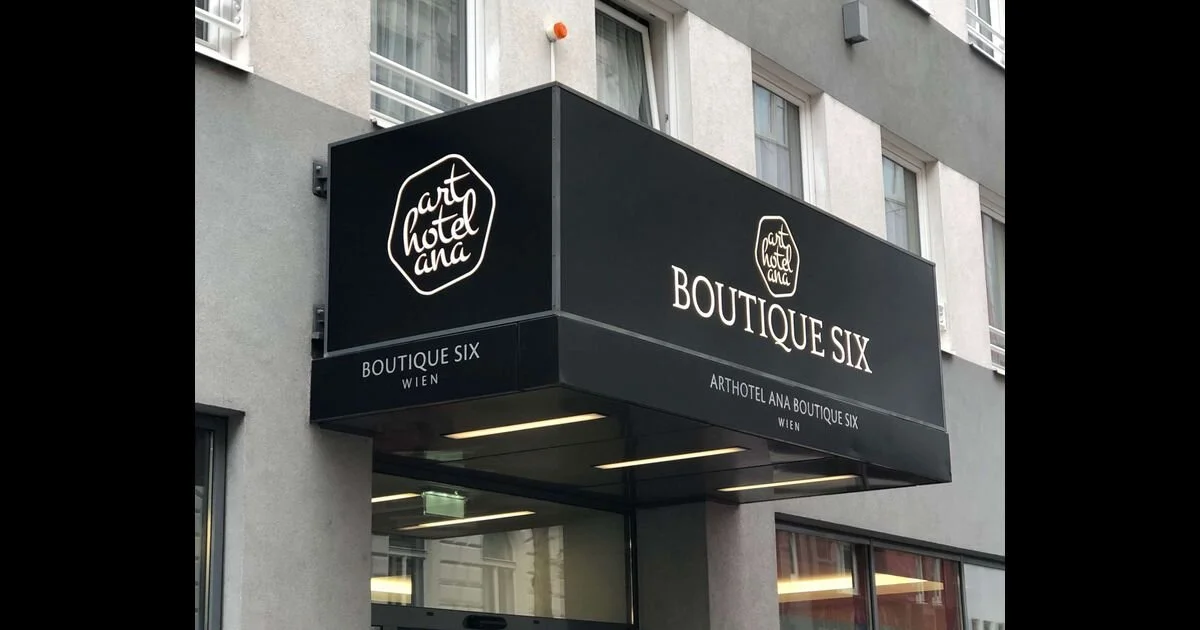 art
hotel
ana
BOUTIQUE SIX
WIEN
art
hotel
ana
BOUTIQUE SIX
ARTHOTEL ANA BOUTIQUE SIX
WIEN